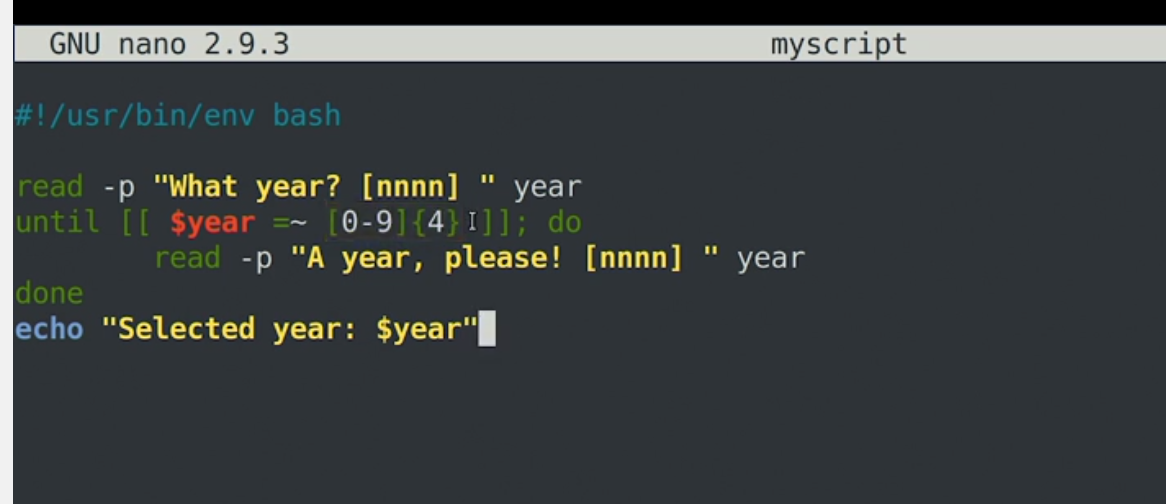 GNU nano 2.9.3 myscript
#!/usr/bin/env bash
read -p "What year? [nnnn] " year
until [[ $year =~ [0-9]{4} ]]; do
read -p "A year, please! [nnnn] " year
done
echo "Selected year: $year"